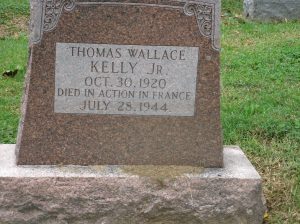 THOMAS WALLACE
KELLY JR.
OCT. 30, 1920
DIED IN ACTION IN FRANCE
JULY 28, 1944